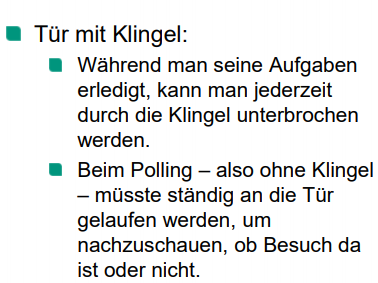 Tür mit Klingel:
Während man seine Aufgaben
erledigt, kann man jederzeit
durch die Klingel unterbrochen
werden.
Beim Polling – also ohne Klingel
– müsste ständig an die Tür
gelaufen werden, um
nachzuschauen, ob Besuch da
ist oder nicht.